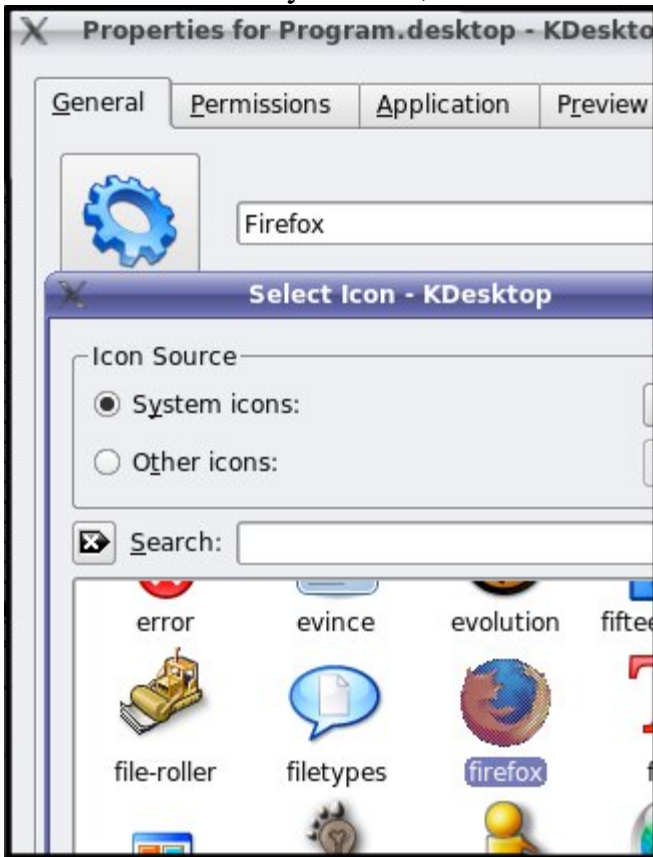 Properties for Program.desktop - KDeskto
General Permissions Application Preview
Firefox
Select Icon - KDesktop
Icon Source
System icons:
Other icons:
Search:
error evince evolution fiftee
file-roller filetypes firefox f